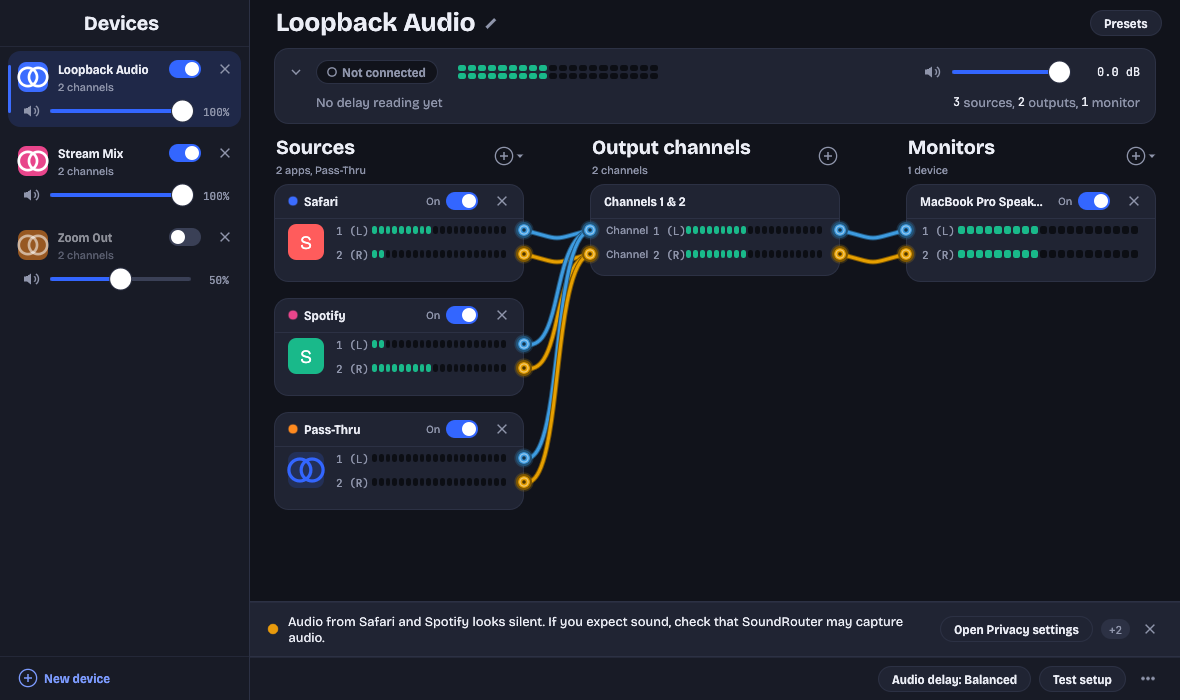 Devices
Loopback Audio
2 channels
100%
Stream Mix
2 channels
100%
Zoom Out
2 channels
50%
New device
Loopback Audio
Presets
Not connected
0.0 dB
No delay reading yet
3 sources, 2 outputs, 1 monitor
Sources
2 apps, Pass-Thru
Safari
On
S
1 (L)
2 (R)
Spotify
On
S
1 (L)
2 (R)
Pass-Thru
On
1 (L)
2 (R)
Output channels
2 channels
Channels 1 & 2
Channel 1 (L)
Channel 2 (R)
Monitors
1 device
MacBook Pro Speak...
On
1 (L)
2 (R)
Audio from Safari and Spotify looks silent. If you expect sound, check that SoundRouter may capture
audio.
Open Privacy settings
+2
Audio delay: Balanced
Test setup